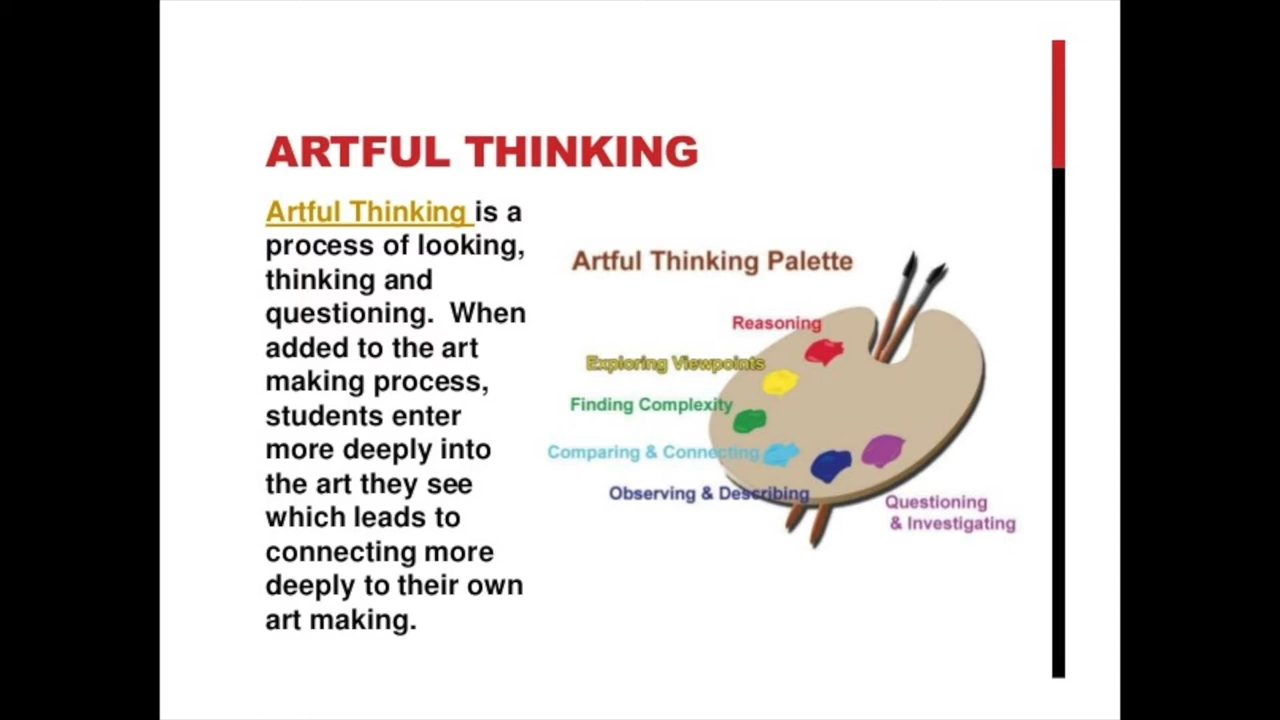 ARTFUL THINKING
Artful Thinking is a
process of looking,
thinking and
questioning.  When
added to the art
making process,
students enter
more deeply into
the art they see
which leads to
connecting more
deeply to their own
art making.
Artful Thinking Palette
Reasoning
Exploring Viewpoints
Finding Complexity
Comparing & Connecting
Observing & Describing
Questioning
& Investigating